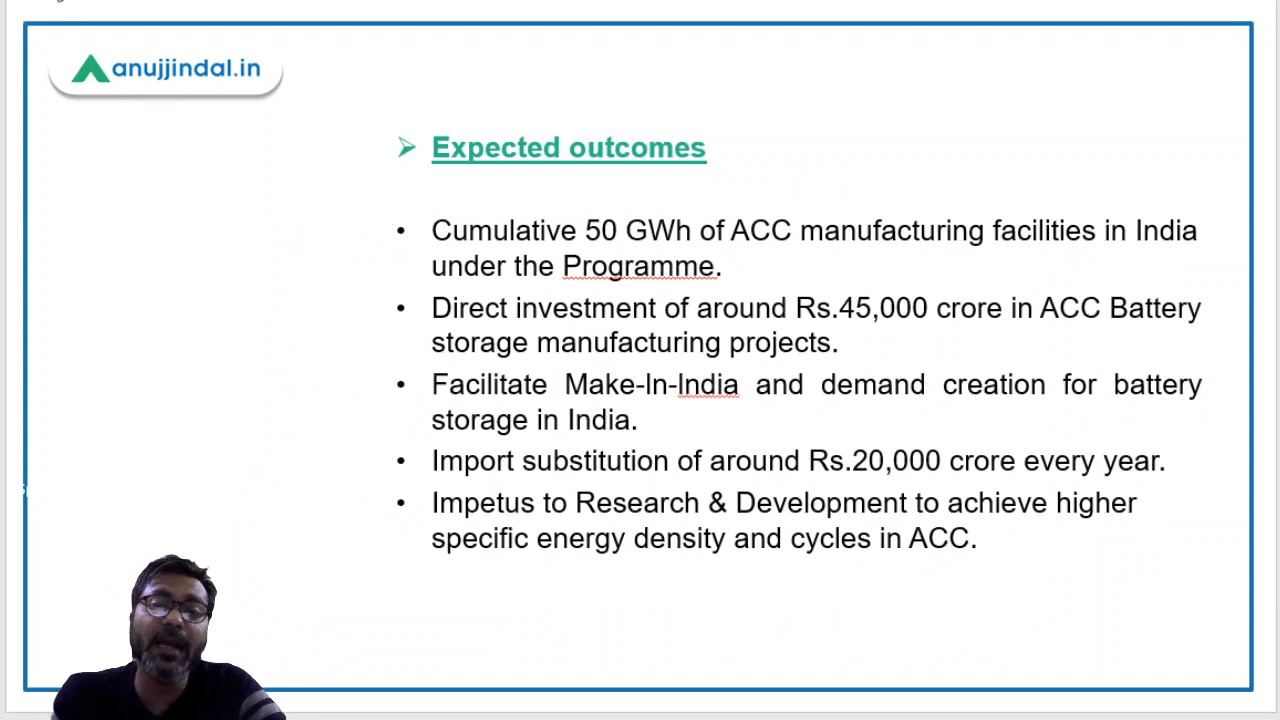 anujjindal.in
➢ Expected outcomes
• Cumulative 50 GWh of ACC manufacturing facilities in India
under the Programme.
• Direct investment of around Rs.45,000 crore in ACC Battery
storage manufacturing projects.
• Facilitate Make-In-India and demand creation for battery
storage in India.
• Import substitution of around Rs.20,000 crore every year.
• Impetus to Research & Development to achieve higher
specific energy density and cycles in ACC.